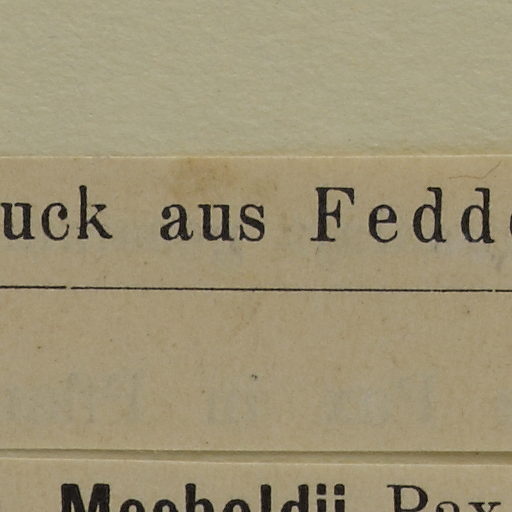 uck aus Fedde
Mecholdii Pax